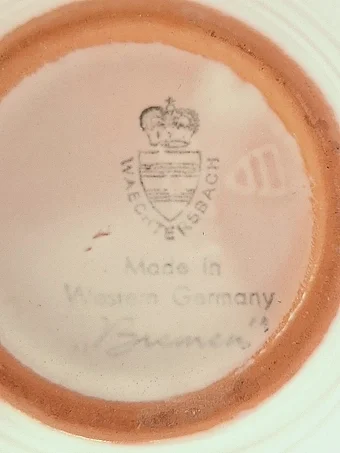 WAECHTERSBACH
Made in
Western Germany
„Bremen“